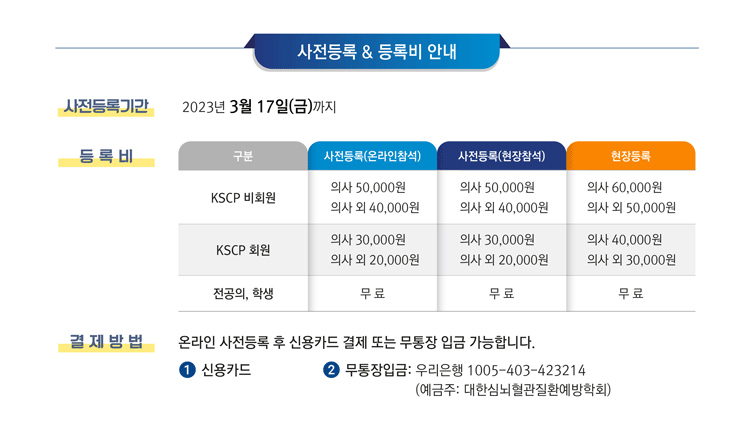 사전등록 & 등록비 안내
사전등록기간 2023년 3월 17일(금)까지
등 록 비
구분 사전등록(온라인참석) 사전등록(현장참석) 현장등록
KSCP 비회원
의사 50,000원 의사 50,000원 의사 60,000원
의사 외 40,000원 의사 외 40,000원 의사 외 50,000원
KSCP 회원
의사 30,000원 의사 30,000원 의사 40,000원
의사 외 20,000원 의사 외 20,000원 의사 외 30,000원
전공의, 학생 무 료 무 료 무 료
결 제 방 법 온라인 사전등록 후 신용카드 결제 또는 무통장 입금 가능합니다.
1 신용카드 2 무통장입금: 우리은행 1005-403-423214
(예금주: 대한심뇌혈관질환예방학회)